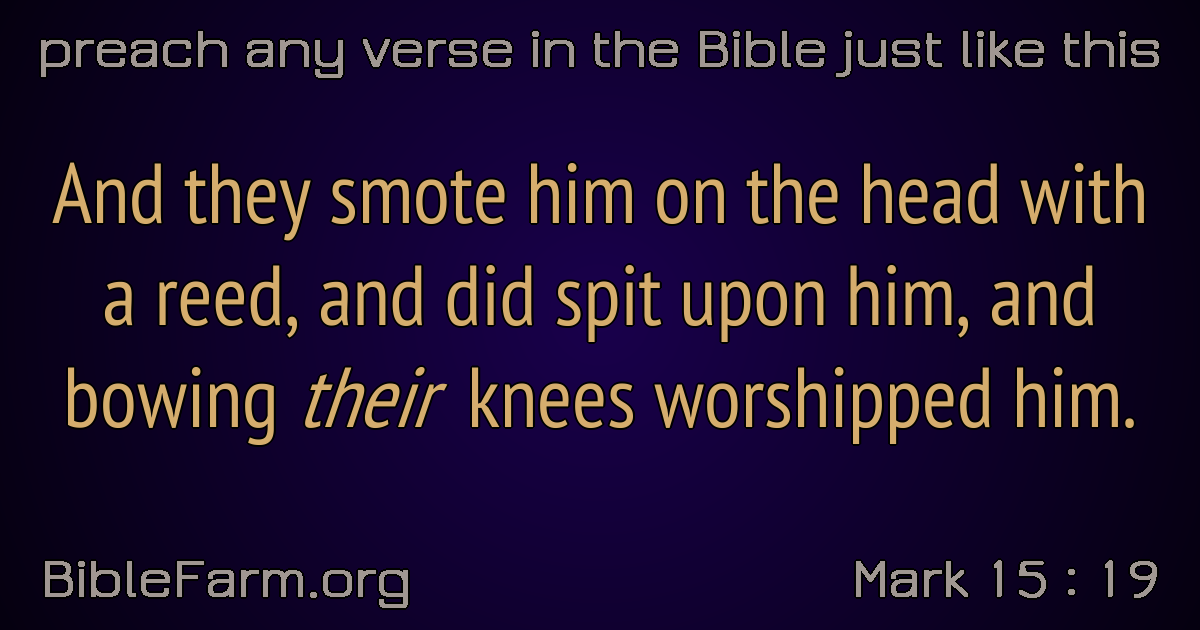 preach any verse in the Bible just like this
And they smote him on the head with
a reed, and did spit upon him, and
bowing their knees worshipped him.
BibleFarm.org
Mark 15 : 19